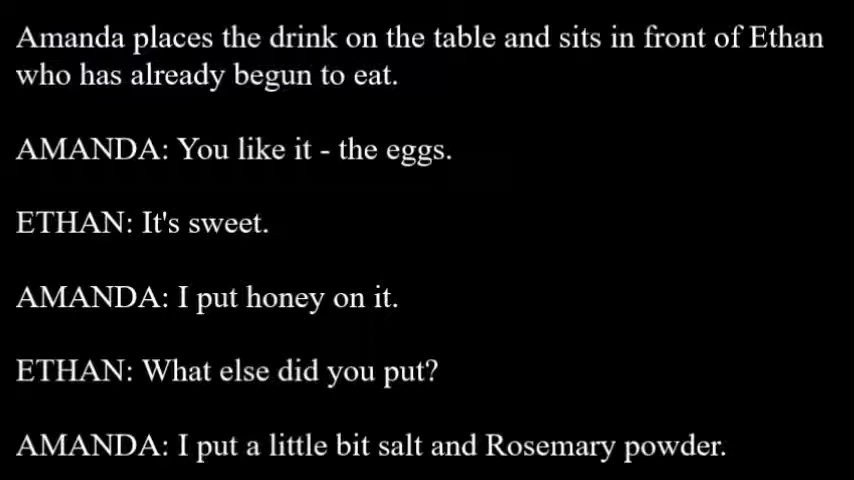 Amanda places the drink on the table and sits in front of Ethan
who has already begun to eat.
AMANDA: You like it - the eggs.
ETHAN: It's sweet.
AMANDA: I put honey on it.
ETHAN: What else did you put?
AMANDA: I put a little bit salt and Rosemary powder.